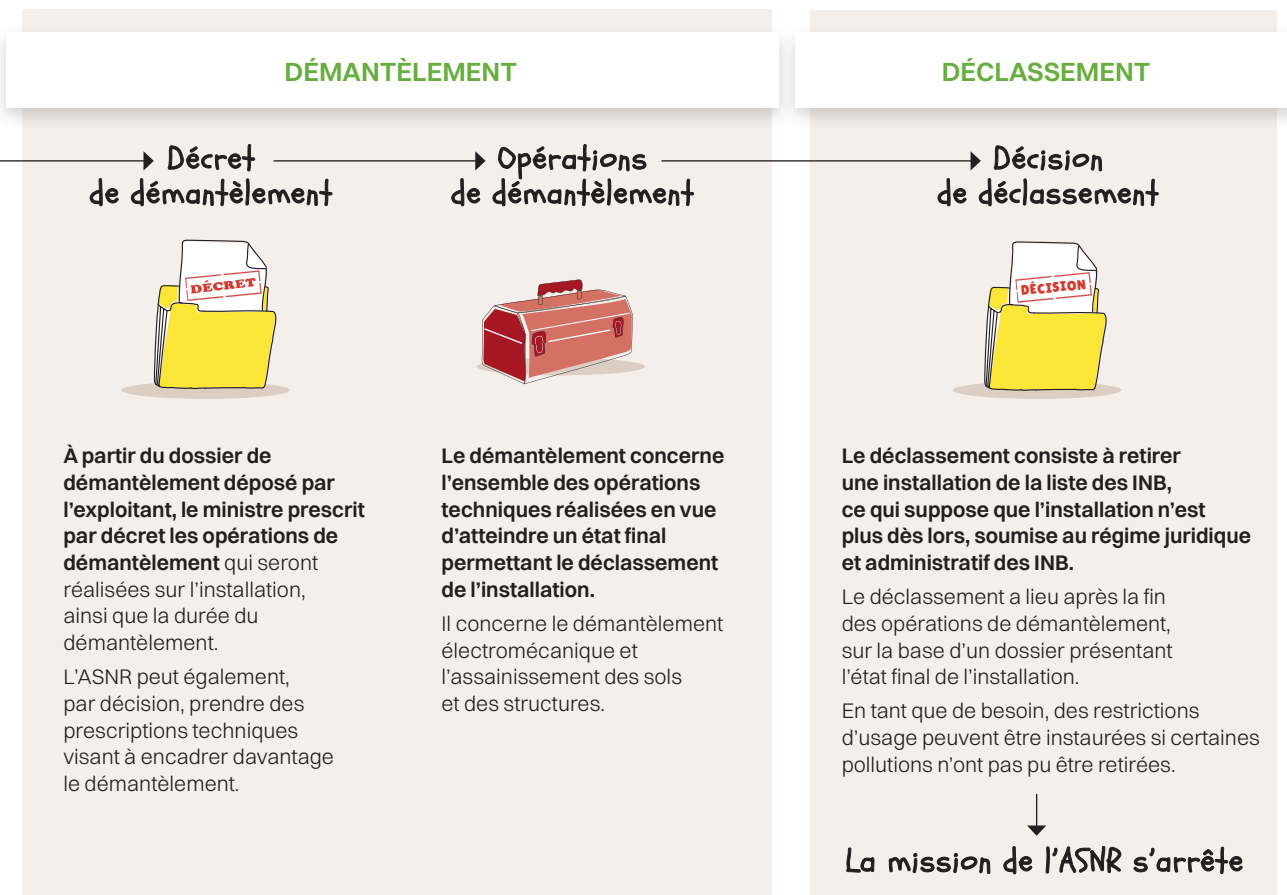 DÉMANTÈLEMENT
Décret
de démantèlement
DÉCRET
À partir du dossier de
démantèlement déposé par
l'exploitant, le ministre prescrit
par décret les opérations de
démantèlement qui seront
réalisées sur l'installation,
ainsi que la durée du
démantèlement.
L'ASNR peut également,
par décision, prendre des
prescriptions techniques
visant à encadrer davantage
le démantèlement.
Opérations
de démantèlement
Le démantèlement concerne
l'ensemble des opérations
techniques réalisées en vue
d'atteindre un état final
permettant le déclassement
de l'installation.
Il concerne le démantèlement
électromécanique et
l'assainissement des sols
et des structures.
DÉCLASSEMENT
Décision
de déclassement
DÉCISION
Le déclassement consiste à retirer
une installation de la liste des INB,
ce qui suppose que l'installation n'est
plus dès lors, soumise au régime juridique
et administratif des INB.
Le déclassement a lieu après la fin
des opérations de démantèlement,
sur la base d'un dossier présentant
l'état final de l'installation.
En tant que de besoin, des restrictions
d'usage peuvent être instaurées si certaines
pollutions n'ont pas pu être retirées.
La mission de l'ASNR s'arrête